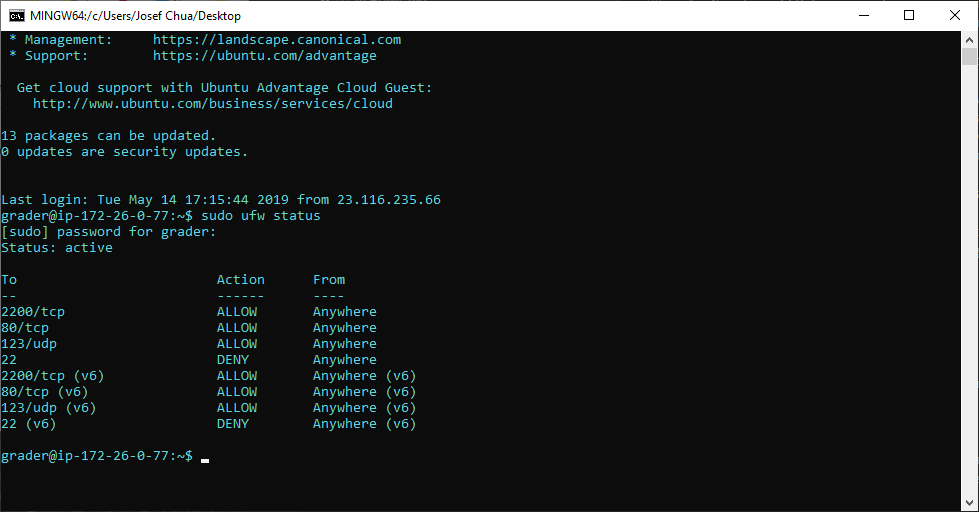 MINGW64:/c/Users/Josef Chua/Desktop
* Management:     https://landscape.canonical.com
* Support:        https://ubuntu.com/advantage
Get cloud support with Ubuntu Advantage Cloud Guest:
http://www.ubuntu.com/business/services/cloud
13 packages can be updated.
0 updates are security updates.
Last login: Tue May 14 17:15:44 2019 from 23.116.235.66
grader@ip-172-26-0-77:~$ sudo ufw status
[sudo] password for grader:
Status: active
To                         Action      From
--                         ------      ----
2200/tcp                   ALLOW       Anywhere
80/tcp                     ALLOW       Anywhere
123/udp                    ALLOW       Anywhere
22                         DENY        Anywhere
2200/tcp (v6)              ALLOW       Anywhere (v6)
80/tcp (v6)                ALLOW       Anywhere (v6)
123/udp (v6)               ALLOW       Anywhere (v6)
22 (v6)                    DENY        Anywhere (v6)
grader@ip-172-26-0-77:~$